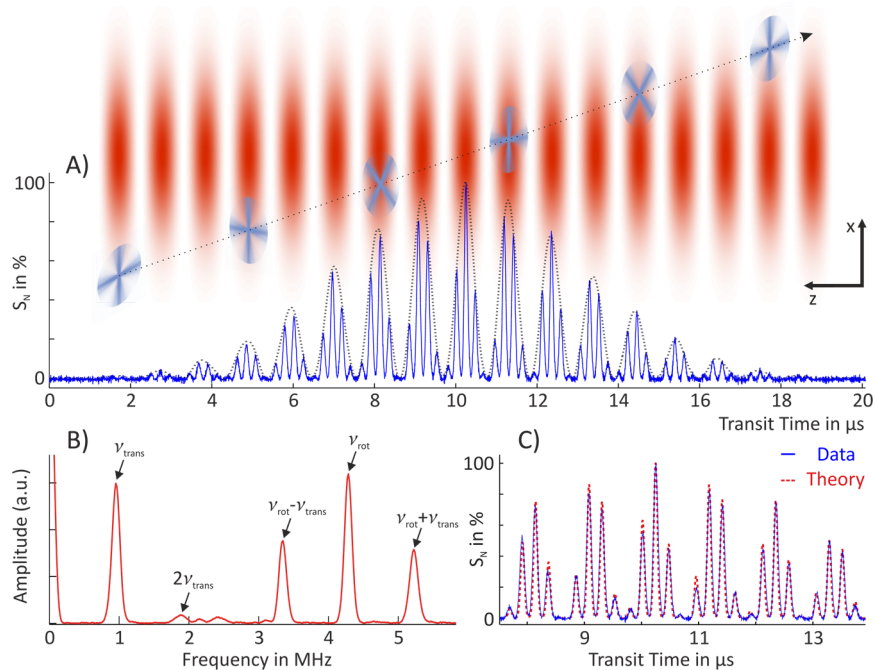 A)
100
S_N in %
0
x
z
0 2 4 6 8 10 12 14 16 18 20
Transit Time in µs
B)
Amplitude (a.u.)
ν_trans
2ν_trans
ν_rot-ν_trans
ν_rot
ν_rot+ν_trans
0 1 2 3 4 5
Frequency in MHz
C)
Data
Theory
100
S_N in %
0
9 11 13
Transit Time in µs